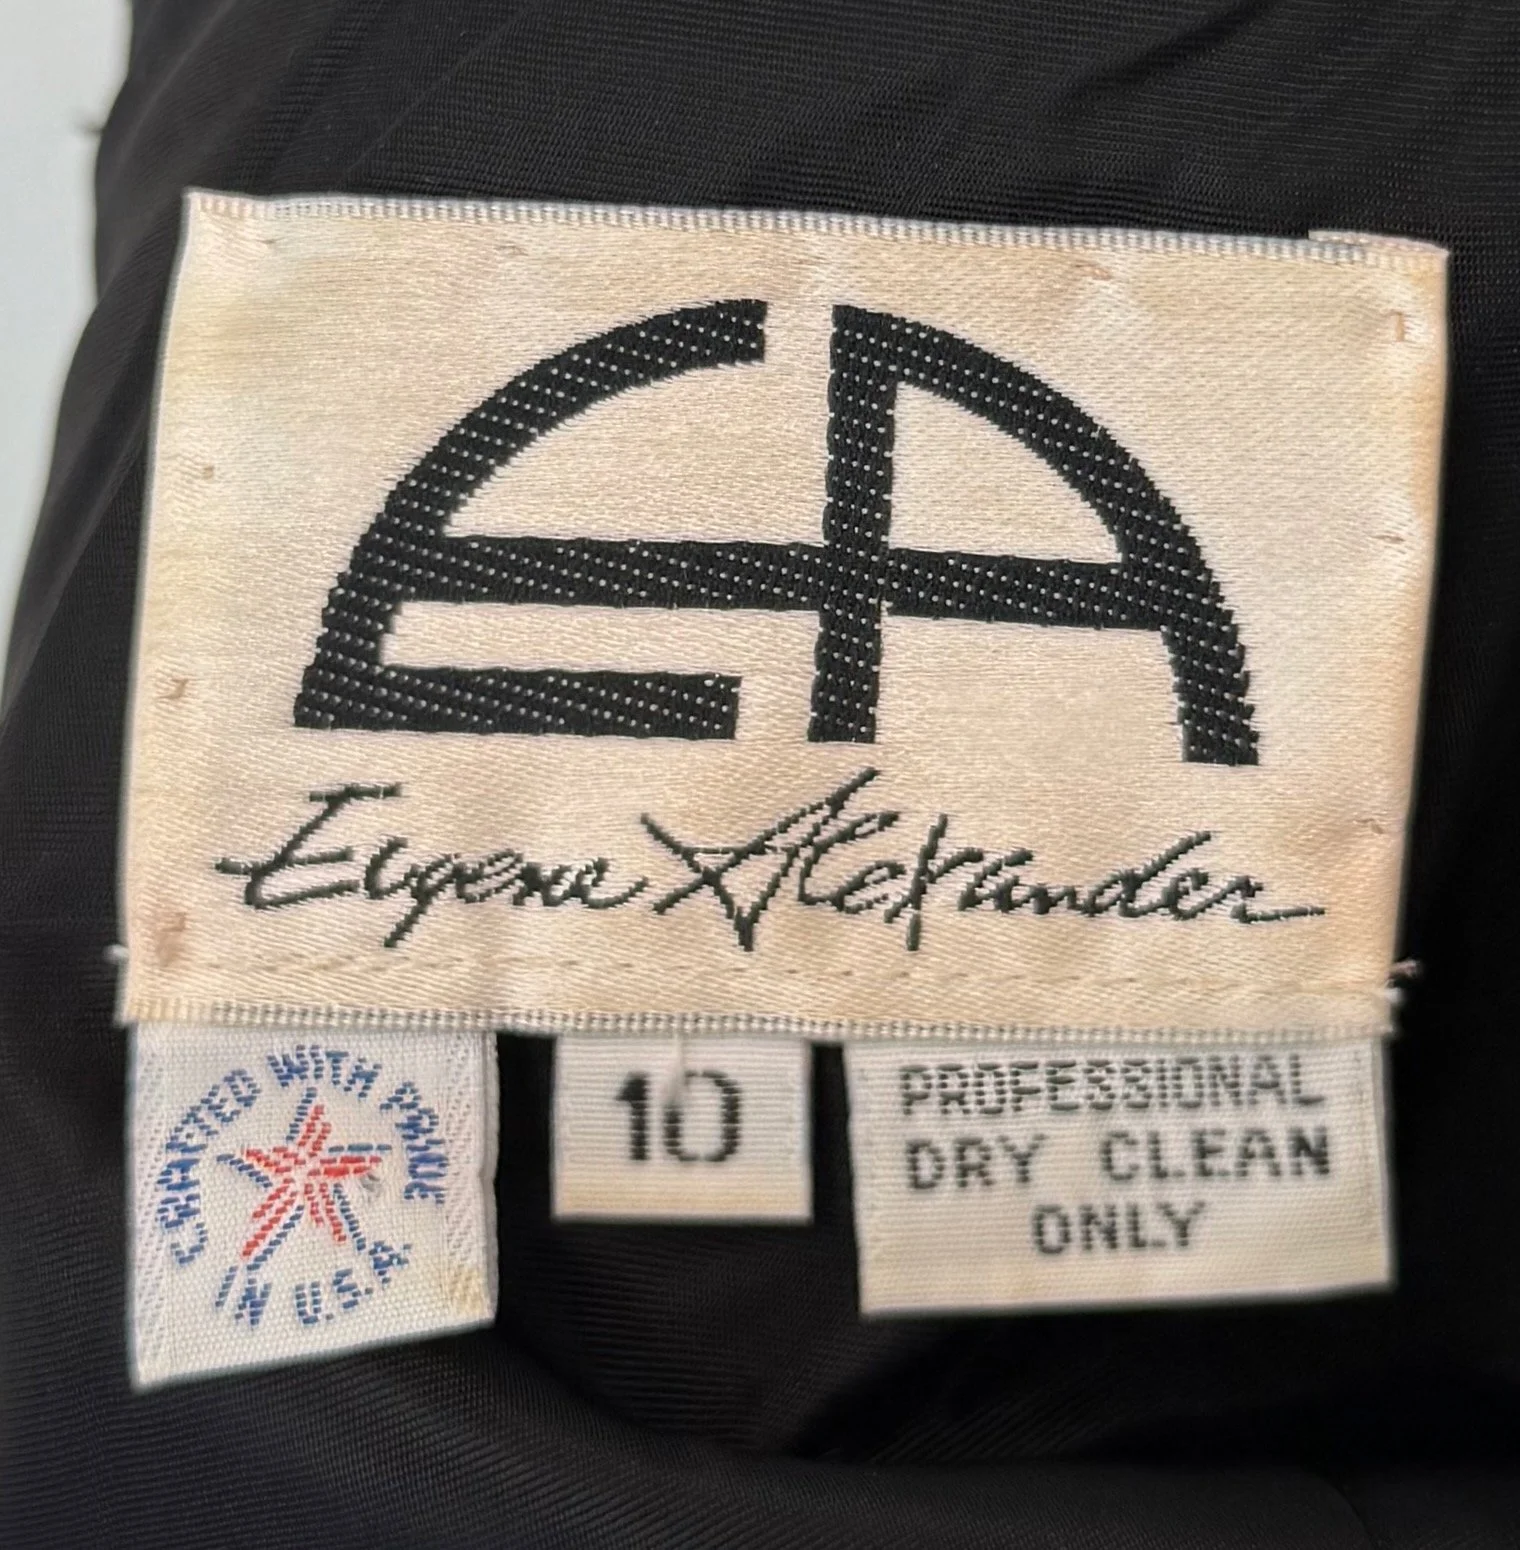 EA
Eugene Alexander
CRAFTED WITH PRIDE
IN U.S.A
10
PROFESSIONAL
DRY CLEAN
ONLY